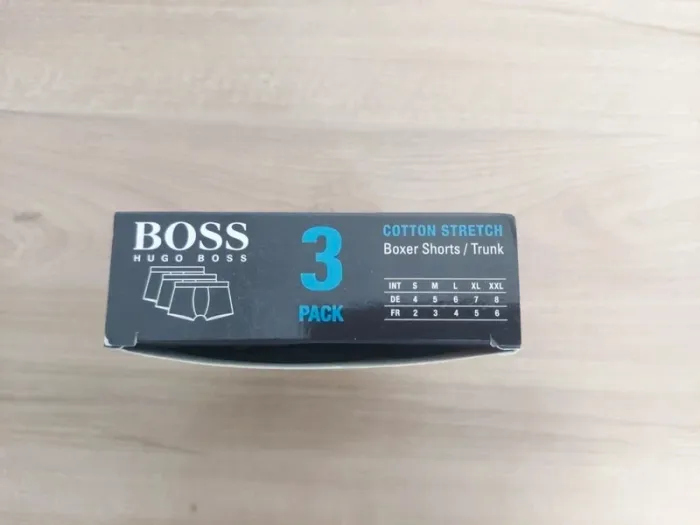 BOSS
HUGO BOSS
3
PACK
COTTON STRETCH
Boxer Shorts / Trunk
INT S M L XL XXL
DE 4 5 6 7 8
FR 2 3 4 5 6